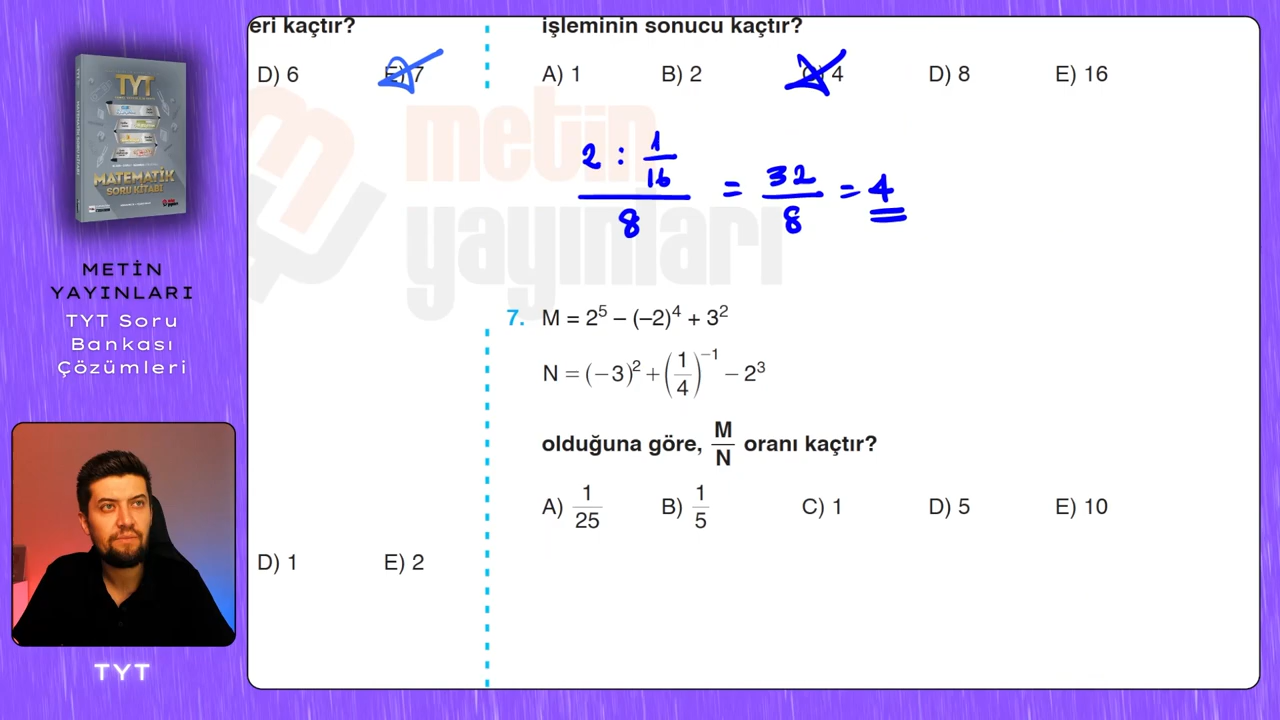 eri kaçtır?
D) 6 E) 7
D) 1 E) 2
işleminin sonucu kaçtır?
A) 1 B) 2 C) 4 D) 8 E) 16
2 : 1/16 / 8 = 32/8 = 4
7. M = 2⁵ – (–2)⁴ + 3²
N = (−3)² + (1/4)⁻¹ − 2³
olduğuna göre, M/N oranı kaçtır?
A) 1/25 B) 1/5 C) 1 D) 5 E) 10
metin
yayınları
TYT
MATEMATİK
SORU KİTABI
METİN
YAYINLARI
TYT Soru
Bankası
Çözümleri
TYT